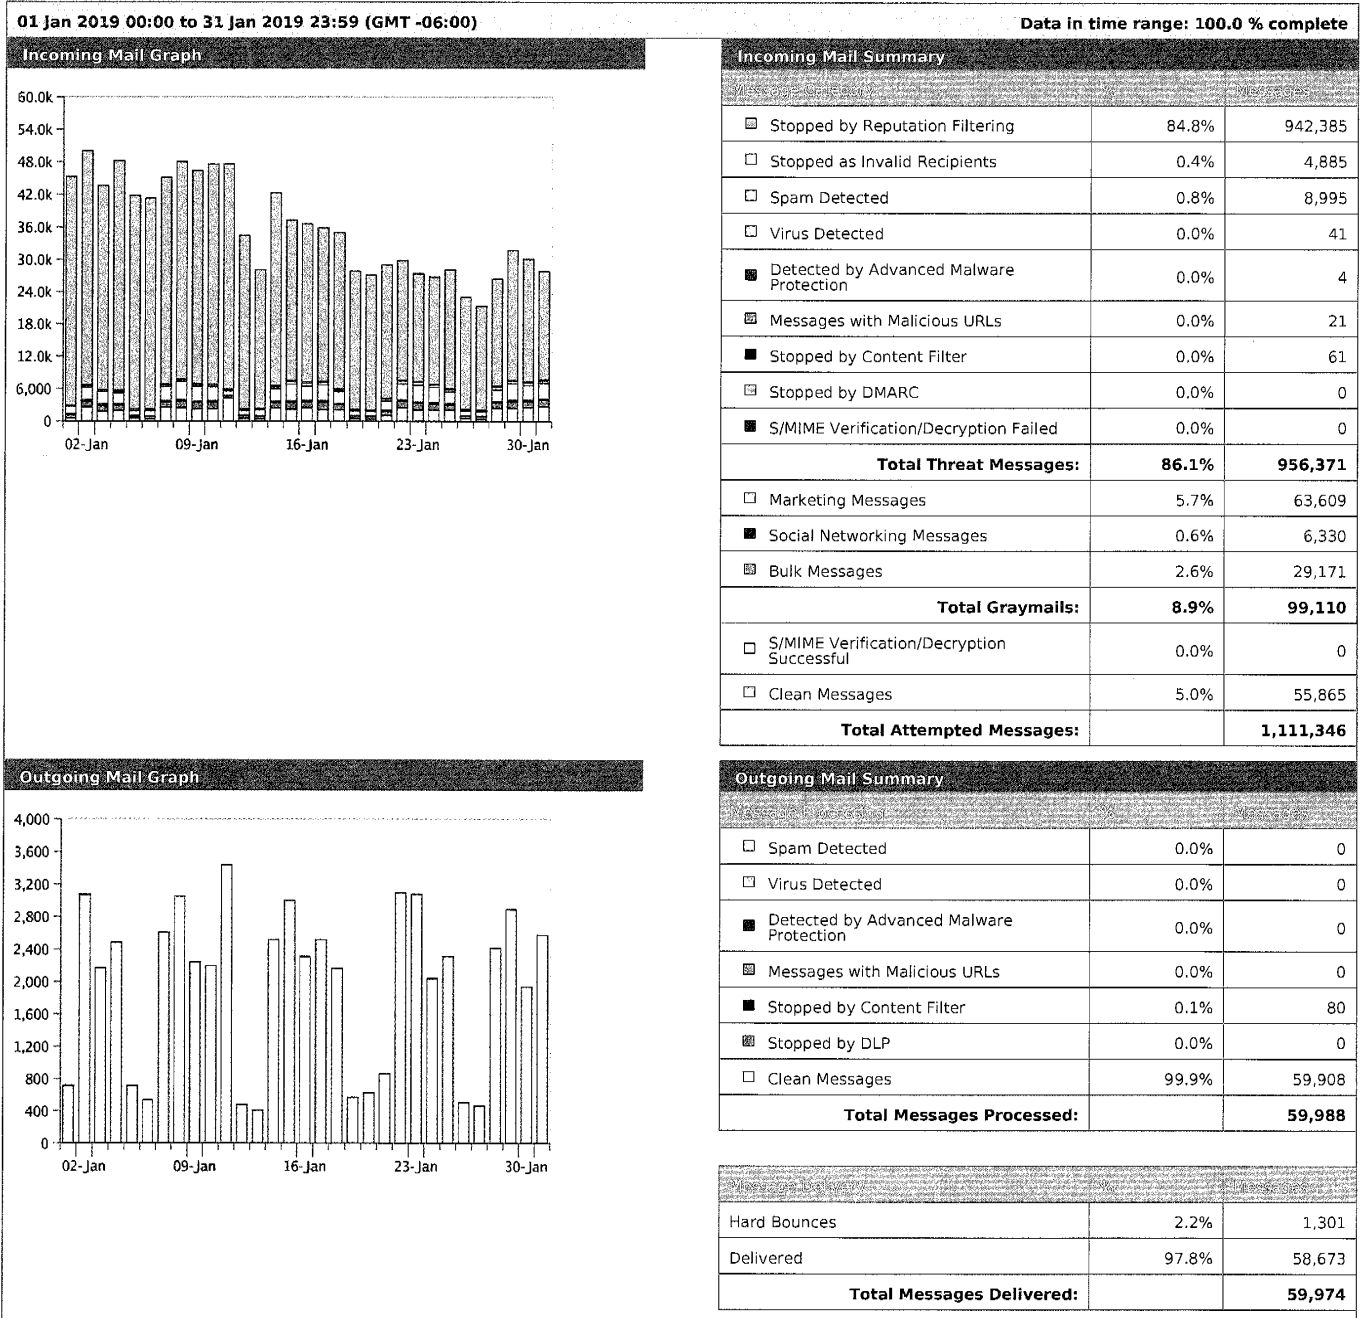 01 Jan 2019 00:00 to 31 Jan 2019 23:59 (GMT -06:00)
Data in time range: 100.0 % complete
Incoming Mail Graph
60.0k
54.0k
48.0k
42.0k
36.0k
30.0k
24.0k
18.0k
12.0k
6,000
0
02-Jan 09-Jan 16-Jan 23-Jan 30-Jan
Incoming Mail Summary
Message Category % Messages
Stopped by Reputation Filtering 84.8% 942,385
Stopped as Invalid Recipients 0.4% 4,885
Spam Detected 0.8% 8,995
Virus Detected 0.0% 41
Detected by Advanced Malware
Protection 0.0% 4
Messages with Malicious URLs 0.0% 21
Stopped by Content Filter 0.0% 61
Stopped by DMARC 0.0% 0
S/MIME Verification/Decryption Failed 0.0% 0
Total Threat Messages: 86.1% 956,371
Marketing Messages 5.7% 63,609
Social Networking Messages 0.6% 6,330
Bulk Messages 2.6% 29,171
Total Graymails: 8.9% 99,110
S/MIME Verification/Decryption
Successful 0.0% 0
Clean Messages 5.0% 55,865
Total Attempted Messages: 1,111,346
Outgoing Mail Graph
4,000
3,600
3,200
2,800
2,400
2,000
1,600
1,200
800
400
0
02-Jan 09-Jan 16-Jan 23-Jan 30-Jan
Outgoing Mail Summary
Message Processing % Messages
Spam Detected 0.0% 0
Virus Detected 0.0% 0
Detected by Advanced Malware
Protection 0.0% 0
Messages with Malicious URLs 0.0% 0
Stopped by Content Filter 0.1% 80
Stopped by DLP 0.0% 0
Clean Messages 99.9% 59,908
Total Messages Processed: 59,988
Message Delivery % Messages
Hard Bounces 2.2% 1,301
Delivered 97.8% 58,673
Total Messages Delivered: 59,974